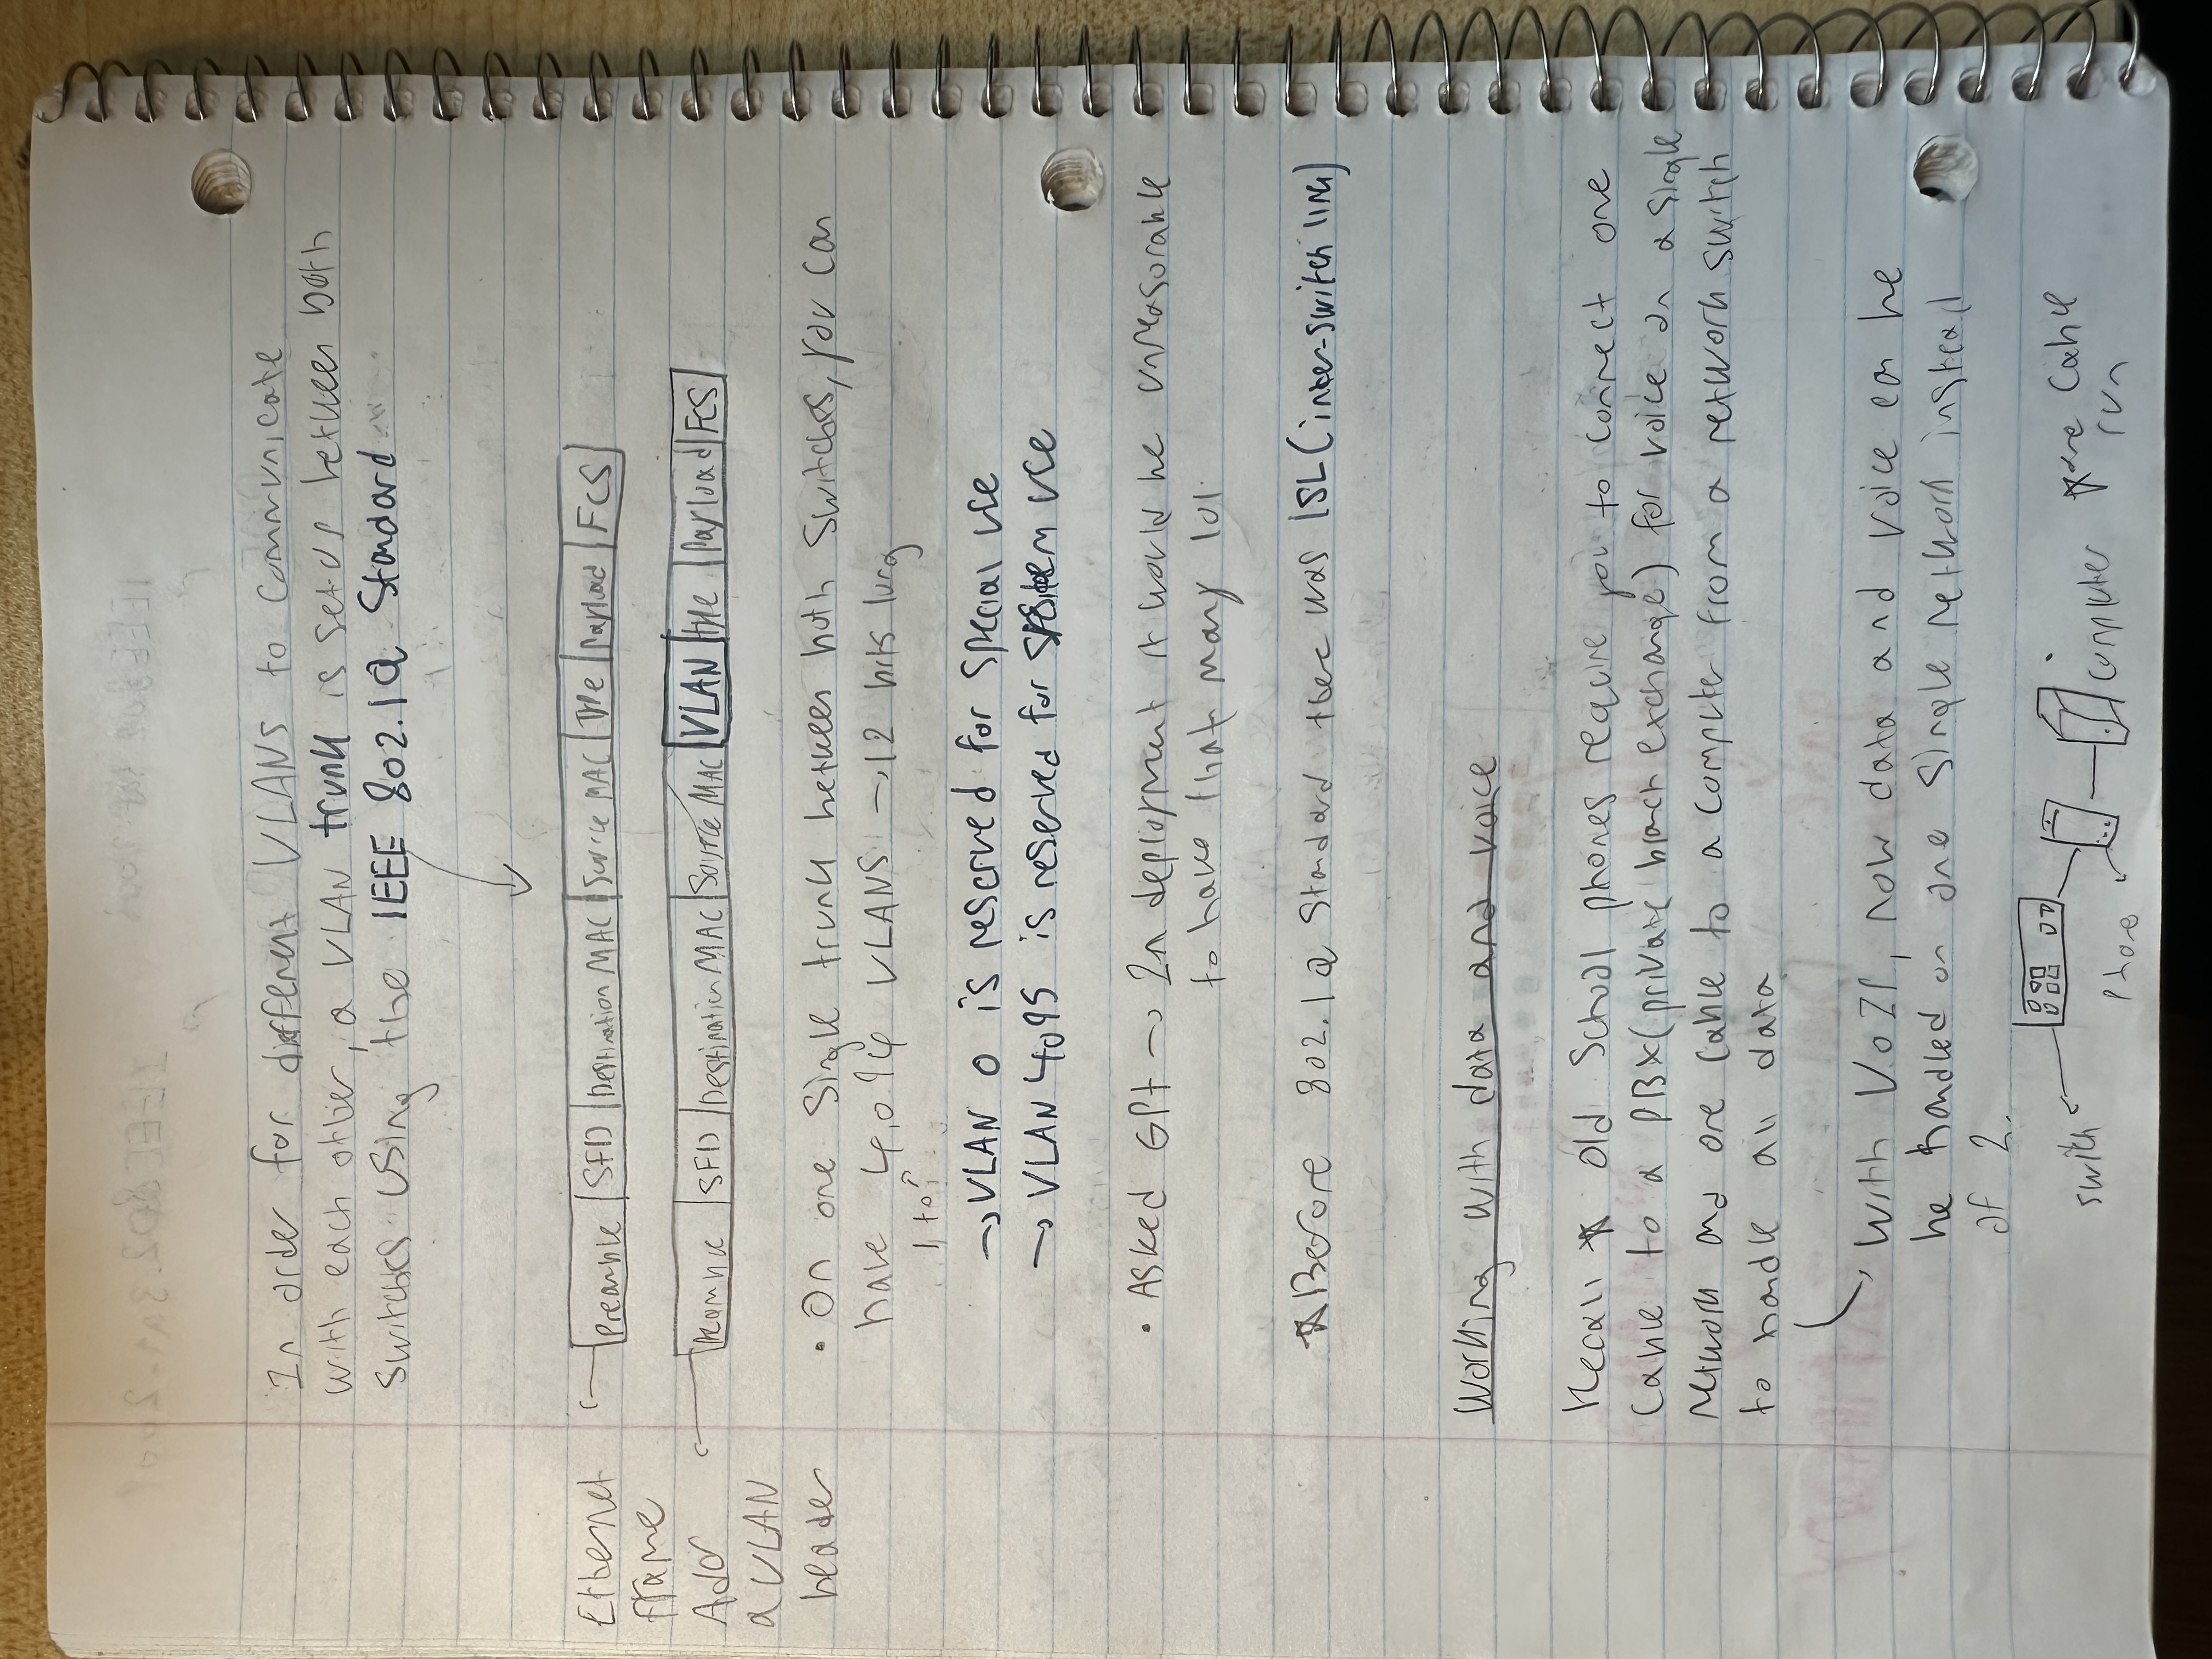 In order for different VLANs to communicate
with each other, a VLAN trunk is set-up between both
switches using the IEEE 802.1Q Standard
Ethernet
frame
Preamble SFD Destination MAC Source MAC Type Payload FCS
Add
a VLAN
header
Preamble SFD Destination MAC Source MAC VLAN Type Payload FCS
• On one single trunk between both switches, you can
have 4,094 VLANS → 12 bits long
1 to
→ VLAN 0 is reserved for special use
→ VLAN 4095 is reserved for system use
• Asked GPt → In deployment it would be unreasonable
to have that many lol.
☆ Before 802.1Q Standard there was ISL (inter-switch link)
Working with data and voice
Recall ☆ old school phones require you to connect one
cable to a PBX (private branch exchange) for voice on a single
network and one cable to a computer from a network switch
to handle all data
With VoIP, now data and voice can be
be handled on one single network instead
of 2.
swith
phone
computer
☆ one cable
run